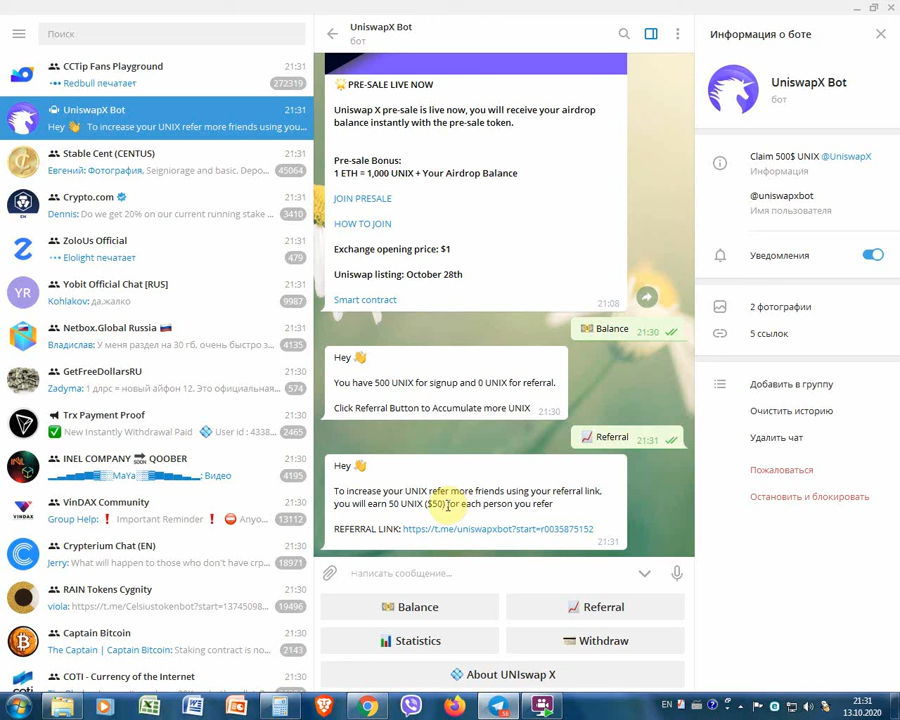 Поиск
CCTip Fans Playground
Redbull печатает
272319
UniswapX Bot
21:31
Hey 👋 To increase your UNIX refer more friends using you...
Stable Cent (CENTUS)
21:31
Евгений: Фотография, Seigniorage and basic. Depo...
45064
Crypto.com
21:31
Dennis: Do we get 20% on our current running stake ...
3410
ZoloUs Official
21:31
Elolight печатает
479
YR
Yobit Official Chat [RUS]
21:31
Kohlakov: да.жалко
9987
Netbox.Global Russia 🇷🇺
21:31
Владислав: У меня раздел на 30 гб, очень быстро з...
4135
GetFreeDollarsRU
21:30
Zadyma: 1 длрс = новый айфон 12, Это официальная...
574
Trx Payment Proof
21:30
✅ New Instantly Withdrawal Paid 💠 User id : 4338...
2465
INEL COMPANY 🔜 QOOBER
21:30
MaYa: Видео
4195
VINDAX
VinDAX Community
21:30
Group Help: ❗ Important Reminder ❗ ⛔ Anyo...
13112
Crypterium Chat (EN)
21:30
Jerry: What will happen to those who don't have crp...
18971
RAIN Tokens Cygnity
21:30
viola: https://t.me/Celsiustokenbot?start=13745098...
19496
Captain Bitcoin
21:30
The Captain | Captain Bitcoin: Staking contract is no...
2143
COTI - Currency of the Internet
21:30
coti
UniswapX Bot
бот
🌟PRE-SALE LIVE NOW
Uniswap X pre-sale is live now, you will receive your airdrop
balance instantly with the pre-sale token.
Pre-sale Bonus:
1 ETH = 1,000 UNIX + Your Airdrop Balance
JOIN PRESALE
HOW TO JOIN
Exchange opening price: $1
Uniswap listing: October 28th
Smart contract
21:08
💵 Balance
21:30
Hey 👋
You have 500 UNIX for signup and 0 UNIX for referral.
Click Referral Button to Accumulate more UNIX
21:30
📈 Referral
21:31
Hey 👋
To increase your UNIX refer more friends using your referral link,
you will earn 50 UNIX ($50) for each person you refer
REFERRAL LINK: https://t.me/uniswapxbot?start=r0035875152
21:31
Написать сообщение...
💵 Balance
📈 Referral
📊 Statistics
💳 Withdraw
💠 About UNIswap X
Информация о боте
UniswapX Bot
бот
Claim 500$ UNIX @UniswapX
Информация
@uniswapxbot
Имя пользователя
Уведомления
2 фотографии
5 ссылок
Добавить в группу
Очистить историю
Удалить чат
Пожаловаться
Остановить и блокировать
EN
21:31
13.10.2020